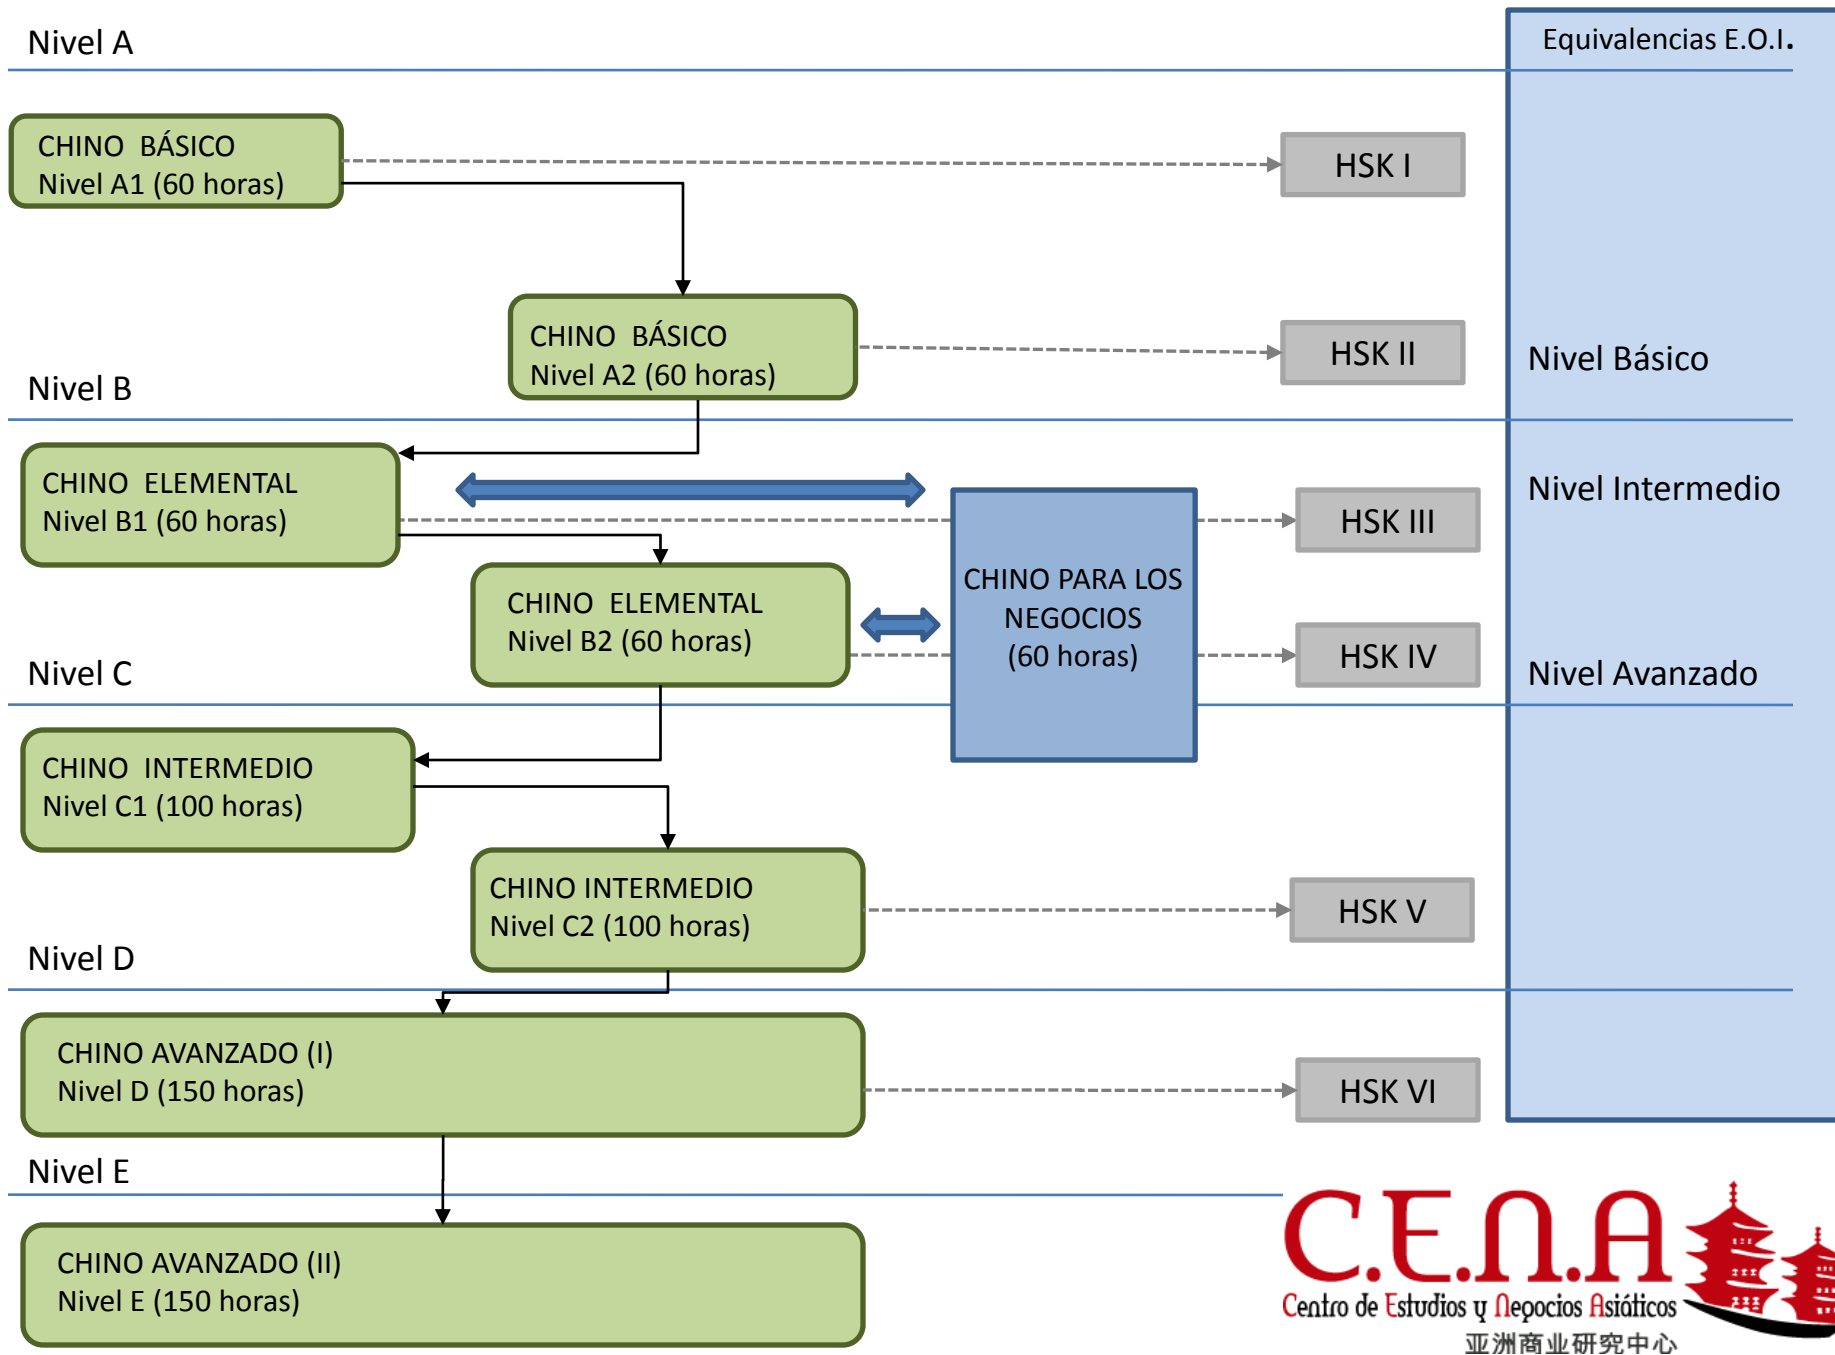 Nivel A
Equivalencias E.O.I.
CHINO BÁSICO
Nivel A1 (60 horas)
HSK I
CHINO BÁSICO
Nivel A2 (60 horas)
HSK II
Nivel Básico
Nivel B
CHINO ELEMENTAL
Nivel B1 (60 horas)
HSK III
Nivel Intermedio
CHINO PARA LOS
NEGOCIOS
(60 horas)
CHINO ELEMENTAL
Nivel B2 (60 horas)
HSK IV
Nivel Avanzado
Nivel C
CHINO INTERMEDIO
Nivel C1 (100 horas)
CHINO INTERMEDIO
Nivel C2 (100 horas)
HSK V
Nivel D
CHINO AVANZADO (I)
Nivel D (150 horas)
HSK VI
Nivel E
CHINO AVANZADO (II)
Nivel E (150 horas)
C.E.N.A
Centro de Estudios y Negocios Asiáticos
亚洲商业研究中心